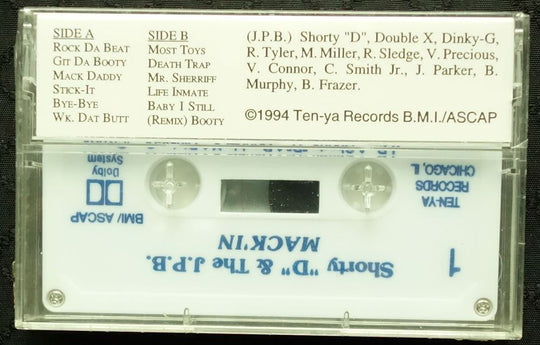 SIDE A
ROCK DA BEAT
GIT DA BOOTY
MACK DADDY
STICK-IT
BYE-BYE
WK. DAT BUTT
SIDE B
MOST TOYS
DEATH TRAP
MR. SHERRIFF
LIFE INMATE
BABY I STILL
(REMIX) BOOTY
(J.P.B.) Shorty "D", Double X, Dinky-G,
R. Tyler, M. Miller, R. Sledge, V. Precious,
V. Connor, C. Smith Jr., J. Parker, B.
Murphy, B. Frazer.
©1994 Ten-ya Records B.M.I./ASCAP
1
Shorty "D" & The J.P.B.
MACK'IN
TEN-YA
RECORDS
CHICAGO, IL
BMI/ ASCAP
Dolby
System